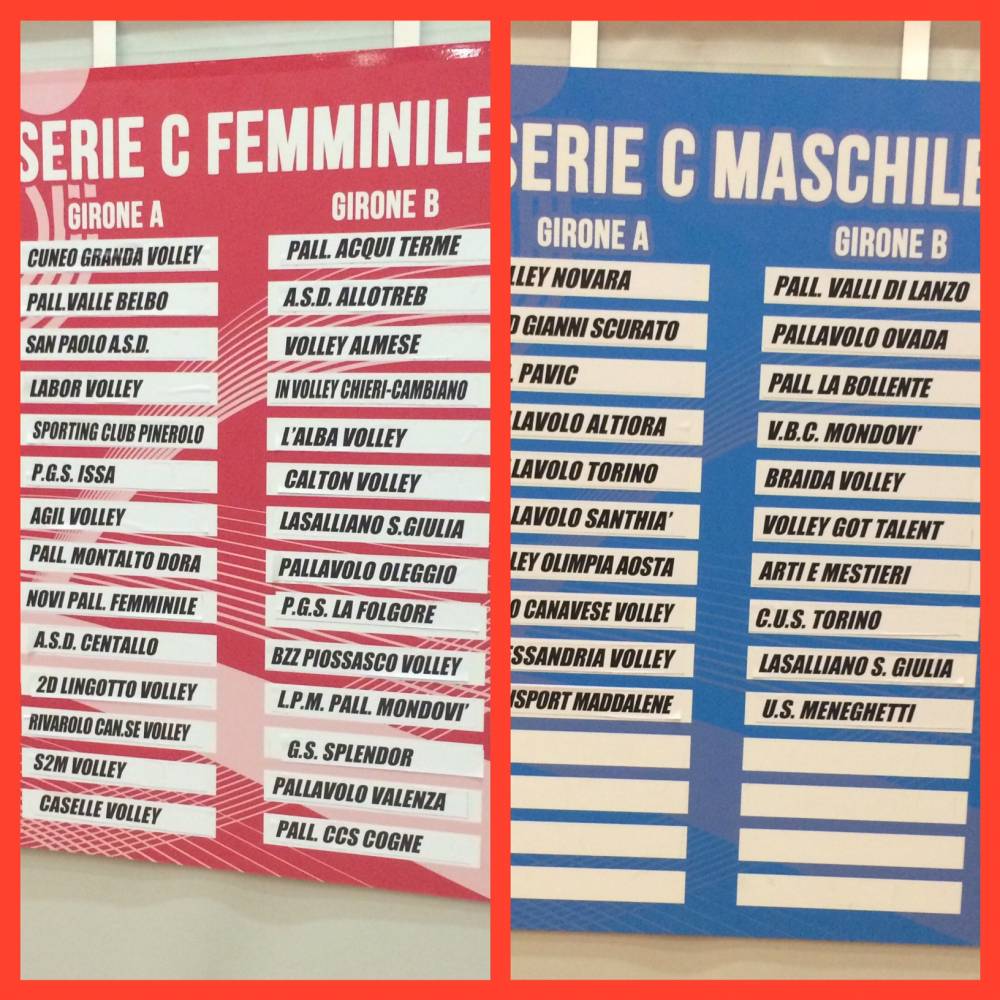 SERIE C FEMMINILE
GIRONE A
CUNEO GRANDA VOLLEY
PALL.VALLE BELBO
SAN PAOLO A.S.D.
LABOR VOLLEY
SPORTING CLUB PINEROLO
P.G.S. ISSA
AGIL VOLLEY
PALL. MONTALTO DORA
NOVI PALL. FEMMINILE
A.S.D. CENTALLO
2D LINGOTTO VOLLEY
RIVAROLO CAN.SE VOLLEY
S2M VOLLEY
CASELLE VOLLEY
GIRONE B
PALL. ACQUI TERME
A.S.D. ALLOTREB
VOLLEY ALMESE
IN VOLLEY CHIERI-CAMBIANO
L'ALBA VOLLEY
CALTON VOLLEY
LASALLIANO S.GIULIA
PALLAVOLO OLEGGIO
P.G.S. LA FOLGORE
BZZ PIOSSASCO VOLLEY
L.P.M. PALL. MONDOVI'
G.S. SPLENDOR
PALLAVOLO VALENZA
PALL. CCS COGNE
SERIE C MASCHILE
GIRONE A
LLEY NOVARA
GIANNI SCURATO
. PAVIC
LAVOLO ALTIORA
LAVOLO TORINO
LAVOLO SANTHIA'
LEY OLIMPIA AOSTA
O CANAVESE VOLLEY
SSANDRIA VOLLEY
SPORT MADDALENE
GIRONE B
PALL. VALLI DI LANZO
PALLAVOLO OVADA
PALL. LA BOLLENTE
V.B.C. MONDOVI'
BRAIDA VOLLEY
VOLLEY GOT TALENT
ARTI E MESTIERI
C.U.S. TORINO
LASALLIANO S. GIULIA
U.S. MENEGHETTI